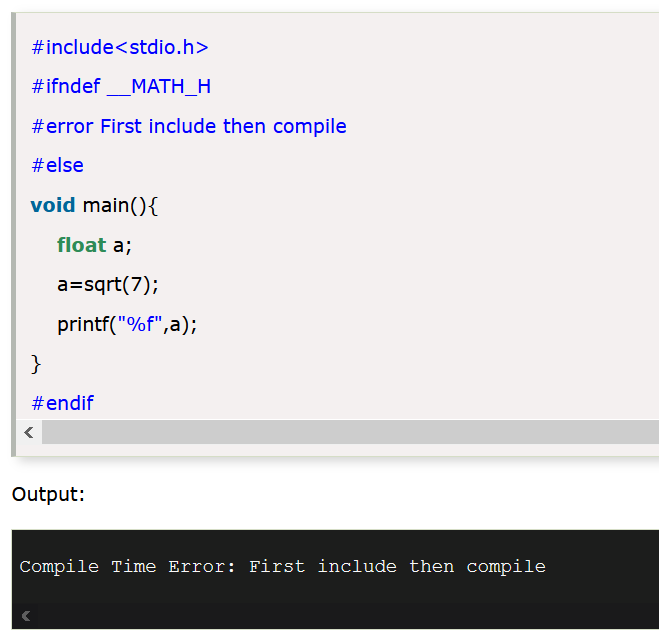 #include<stdio.h>
#ifndef __MATH_H
#error First include then compile
#else
void main(){
    float a;
    a=sqrt(7);
    printf("%f",a);
}
#endif
Output:
Compile Time Error: First include then compile